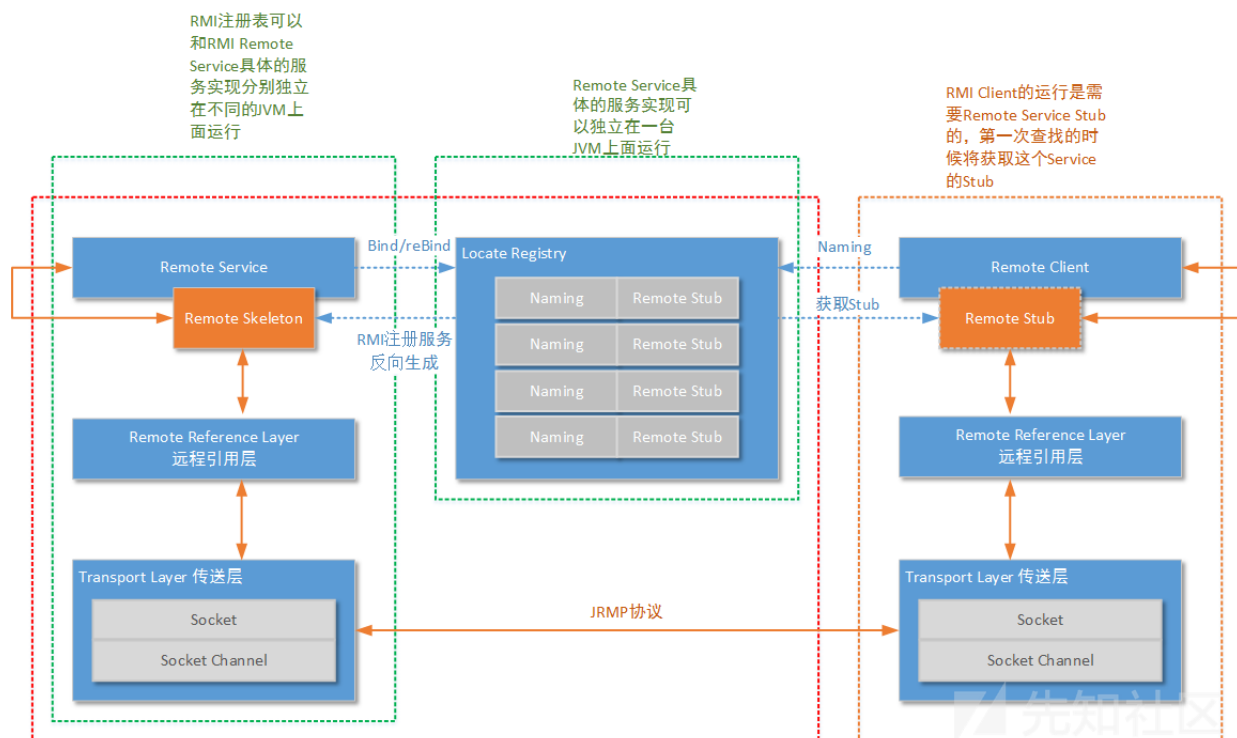 RMI注册表可以
和RMI Remote
Service具体的服
务实现分别独立
在不同的JVM上
面运行
Remote Service具
体的服务实现可
以独立在一台
JVM上面运行
RMI Client的运行是需
要Remote Service Stub
的，第一次查找的时
候将获取这个Service
的Stub
Remote Service
Bind/reBind
Locate Registry
Naming
Remote Client
Remote Skeleton
RMI注册服务
反向生成
Naming Remote Stub
Naming Remote Stub
Naming Remote Stub
Naming Remote Stub
获取Stub
Remote Stub
Remote Reference Layer
远程引用层
Remote Reference Layer
远程引用层
Transport Layer 传送层
Socket
Socket Channel
JRMP协议
Transport Layer 传送层
Socket
Socket Channel
先知社区